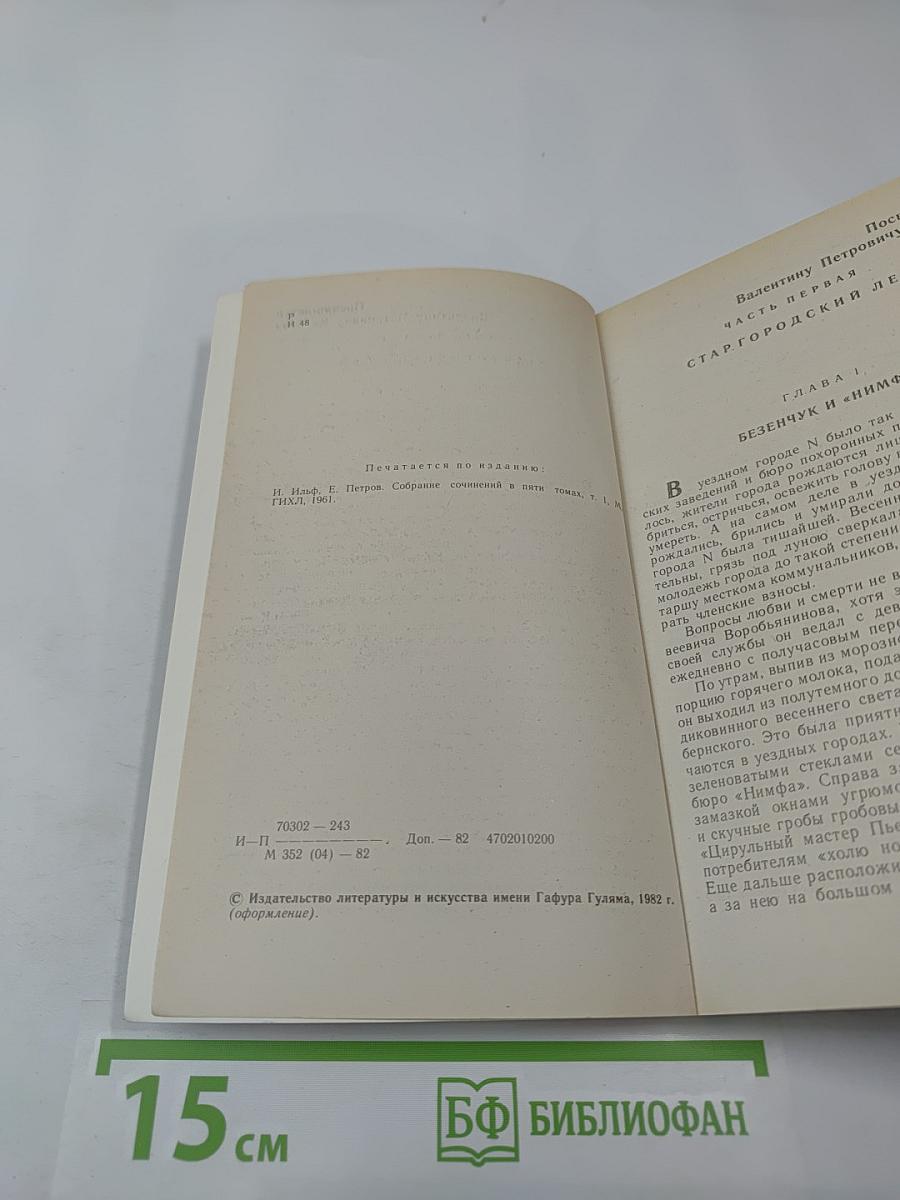 Р
И 48
Печатается по изданию:
И. Ильф, Е. Петров. Собрание сочинений в пяти томах, т. I, М.
ГИХЛ, 1961.
70302 — 243
И—П ————————. Доп. — 82 4702010200
М 352 (04) — 82
© Издательство литературы и искусства имени Гафура Гуляма, 1982 г.
(оформление).
Валентину Петровичу
ЧАСТЬ ПЕРВАЯ
СТАРГОРОДСКИЙ ЛЕ
ГЛАВА I.
БЕЗЕНЧУК И «НИМФ
В уездном городе N было так
ских заведений и бюро похоронных п
лось, жители города рождаются лиш
бриться, остричься, освежить голову
умереть. А на самом деле в уезд
рождались, брились и умирали до
города N была тишайшей. Весенн
тельны, грязь под луною сверкала
молодежь города до такой степени
таршу месткома коммунальников,
рать членские взносы.
Вопросы любви и смерти не в
веевича Воробьянинова, хотя э
своей службы он ведал с дев
ежедневно с получасовым пере
По утрам, выпив из морозно
порцию горячего молока, пода
он выходил из полутемного до
диковинного весеннего света
бернского. Это была приятн
чаются в уездных городах.
зеленоватыми стеклами се
бюро «Нимфа». Справа з
замазкой окнами угрюмо
и скучные гробы гробовы
«Цирульный мастер Пье
потребителям «холю но
Еще дальше расположи
а за нею на большом
15 см
БФ БИБЛИОФАН